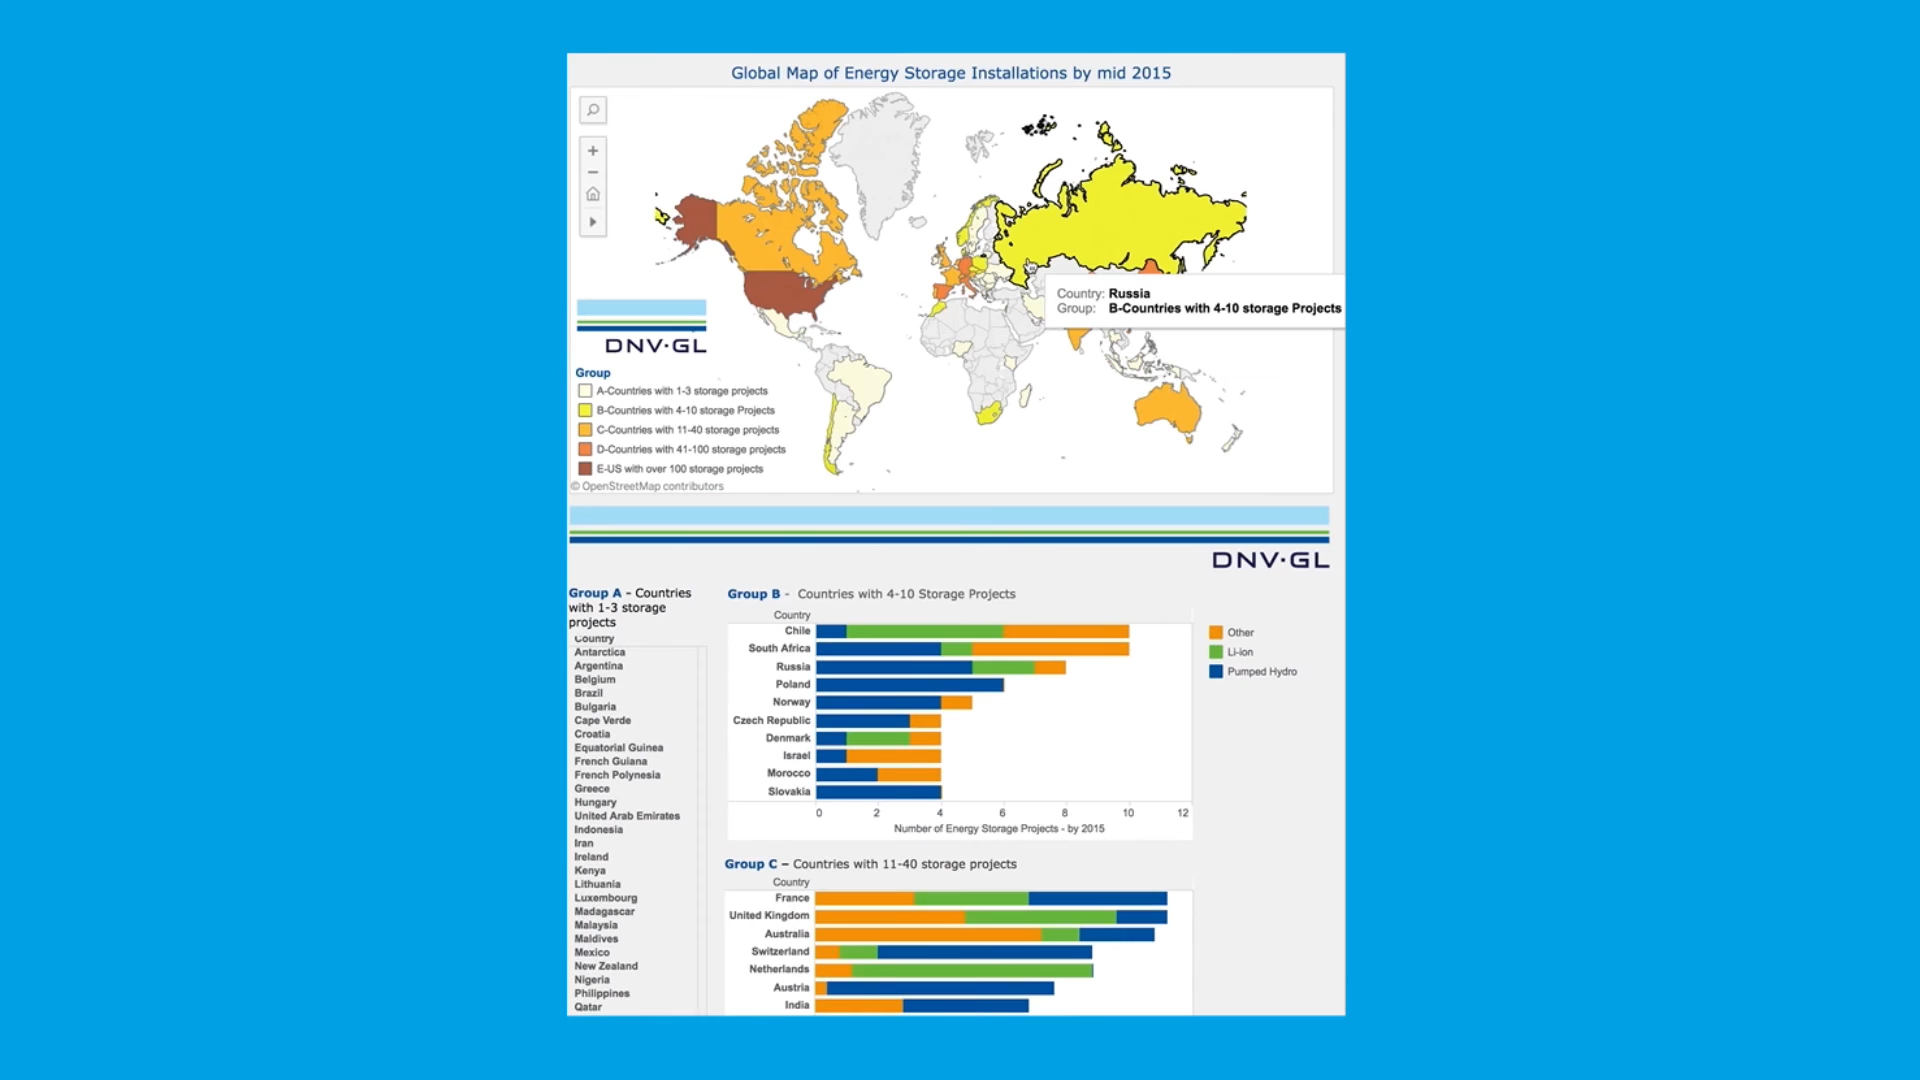 Global Map of Energy Storage Installations by mid 2015
Country: Russia
Group: B-Countries with 4-10 storage Projects
DNV·GL
Group
A-Countries with 1-3 storage projects
B-Countries with 4-10 storage Projects
C-Countries with 11-40 storage projects
D-Countries with 41-100 storage projects
E-US with over 100 storage projects
© OpenStreetMap contributors
DNV·GL
Group A - Countries
with 1-3 storage
projects
Country
Antarctica
Argentina
Belgium
Brazil
Bulgaria
Cape Verde
Croatia
Equatorial Guinea
French Guiana
French Polynesia
Greece
Hungary
United Arab Emirates
Indonesia
Iran
Ireland
Kenya
Lithuania
Luxembourg
Madagascar
Malaysia
Maldives
Mexico
New Zealand
Nigeria
Philippines
Qatar
Group B - Countries with 4-10 Storage Projects
Country
Chile
South Africa
Russia
Poland
Norway
Czech Republic
Denmark
Israel
Morocco
Slovakia
0 2 4 6 8 10 12
Number of Energy Storage Projects - by 2015
Other
Li-ion
Pumped Hydro
Group C – Countries with 11-40 storage projects
Country
France
United Kingdom
Australia
Switzerland
Netherlands
Austria
India